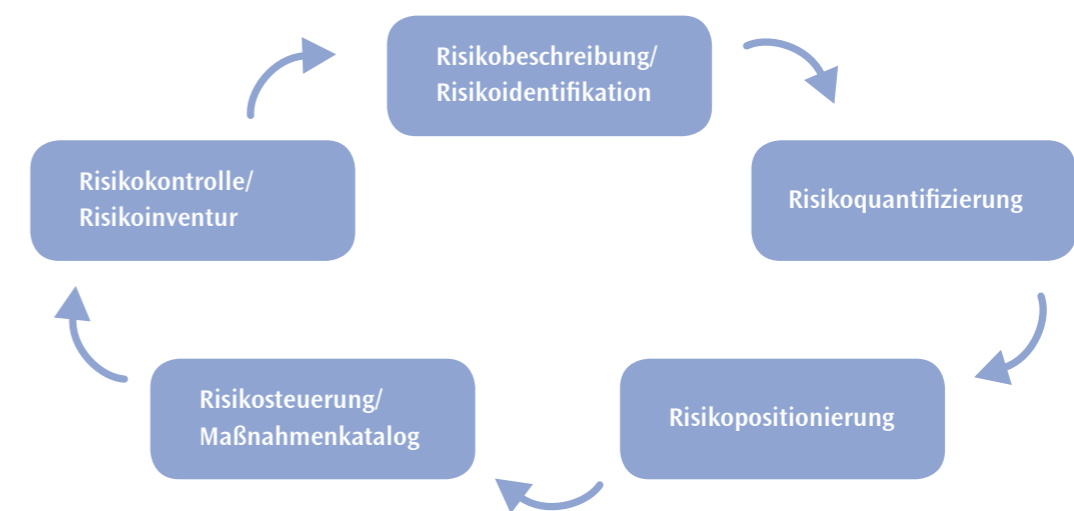 Risikobeschreibung/
Risikoidentifikation
Risikoquantifizierung
Risikopositionierung
Risikosteuerung/
Maßnahmenkatalog
Risikokontrolle/
Risikoinventur